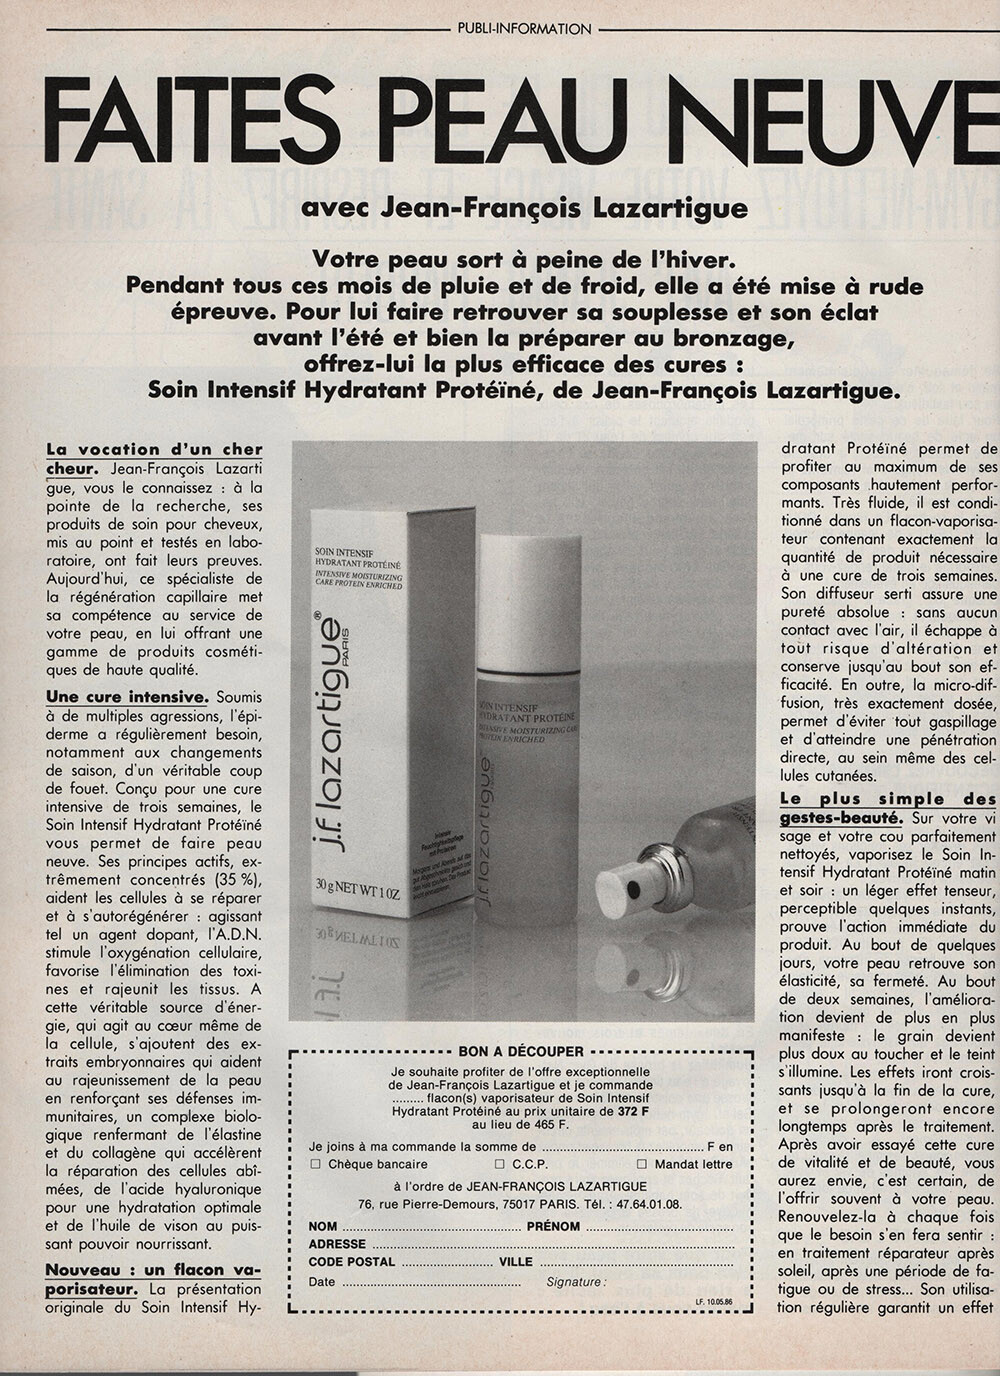 PUBLI-INFORMATION
FAITES PEAU NEUVE
avec Jean-François Lazartigue
Votre peau sort à peine de l'hiver.
Pendant tous ces mois de pluie et de froid, elle a été mise à rude
épreuve. Pour lui faire retrouver sa souplesse et son éclat
avant l'été et bien la préparer au bronzage,
offrez-lui la plus efficace des cures :
Soin Intensif Hydratant Protéïné, de Jean-François Lazartigue.
La vocation d'un cher
cheur. Jean-François Lazarti
gue, vous le connaissez : à la
pointe de la recherche, ses
produits de soin pour cheveux,
mis au point et testés en labo-
ratoire, ont fait leurs preuves.
Aujourd'hui, ce spécialiste de
la régénération capillaire met
sa compétence au service de
votre peau, en lui offrant une
gamme de produits cosméti-
ques de haute qualité.
Une cure intensive. Soumis
à de multiples agressions, l'épi-
derme a régulièrement besoin,
notamment aux changements
de saison, d'un véritable coup
de fouet. Conçu pour une cure
intensive de trois semaines, le
Soin Intensif Hydratant Protéïné
vous permet de faire peau
neuve. Ses principes actifs, ex-
trêmement concentrés (35 %),
aident les cellules à se réparer
et à s'autorégénérer : agissant
tel un agent dopant, l'A.D.N.
stimule l'oxygénation cellulaire,
favorise l'élimination des toxi-
nes et rajeunit les tissus. A
cette véritable source d'éner-
gie, qui agit au cœur même de
la cellule, s'ajoutent des ex-
traits embryonnaires qui aident
au rajeunissement de la peau
en renforçant ses défenses im-
munitaires, un complexe biolo-
gique renfermant de l'élastine
et du collagène qui accélèrent
la réparation des cellules abî-
mées, de l'acide hyaluronique
pour une hydratation optimale
et de l'huile de vison au puis-
sant pouvoir nourrissant.
Nouveau : un flacon va-
porisateur. La présentation
originale du Soin Intensif Hy-
SOIN INTENSIF
HYDRATANT PROTÉINÉ
INTENSIVE MOISTURIZING
CARE PROTEIN ENRICHED
j.f. lazartigue®
PARIS
30 g NET WT 1 OZ
Intensive
Feuchtigkeitspflege
mit Proteinen
SOIN INTENSIF
HYDRATANT PROTÉINÉ
INTENSIVE MOISTURIZING CARE
PROTEIN ENRICHED
j.f. lazartigue
BON A DÉCOUPER
Je souhaite profiter de l'offre exceptionnelle
de Jean-François Lazartigue et je commande
......... flacon(s) vaporisateur de Soin Intensif
Hydratant Protéiné au prix unitaire de 372 F
au lieu de 465 F.
Je joins à ma commande la somme de .................................................. F en
☐ Chèque bancaire ☐ C.C.P. ☐ Mandat lettre
à l'ordre de JEAN-FRANÇOIS LAZARTIGUE
76, rue Pierre-Demours, 75017 PARIS. Tél. : 47.64.01.08.
NOM .................................................. PRÉNOM ..........................................
ADRESSE ....................................................................................................
CODE POSTAL .......................... VILLE ......................................................
Date .................................................. Signature :
LF. 10.05.86
dratant Protéïné permet de
profiter au maximum de ses
composants hautement perfor-
mants. Très fluide, il est condi-
tionné dans un flacon-vaporisa-
teur contenant exactement la
quantité de produit nécessaire
à une cure de trois semaines.
Son diffuseur serti assure une
pureté absolue : sans aucun
contact avec l'air, il échappe à
tout risque d'altération et
conserve jusqu'au bout son ef-
ficacité. En outre, la micro-dif-
fusion, très exactement dosée,
permet d'éviter tout gaspillage
et d'atteindre une pénétration
directe, au sein même des cel-
lules cutanées.
Le plus simple des
gestes-beauté. Sur votre vi
sage et votre cou parfaitement
nettoyés, vaporisez le Soin In-
tensif Hydratant Protéiné matin
et soir : un léger effet tenseur,
perceptible quelques instants,
prouve l'action immédiate du
produit. Au bout de quelques
jours, votre peau retrouve son
élasticité, sa fermeté. Au bout
de deux semaines, l'améliora-
tion devient de plus en plus
manifeste : le grain devient
plus doux au toucher et le teint
s'illumine. Les effets iront crois-
sants jusqu'à la fin de la cure,
et se prolongeront encore
longtemps après le traitement.
Après avoir essayé cette cure
de vitalité et de beauté, vous
aurez envie, c'est certain, de
l'offrir souvent à votre peau.
Renouvelez-la à chaque fois
que le besoin s'en fera sentir :
en traitement réparateur après
soleil, après une période de fa-
tigue ou de stress... Son utilisa-
tion régulière garantit un effet